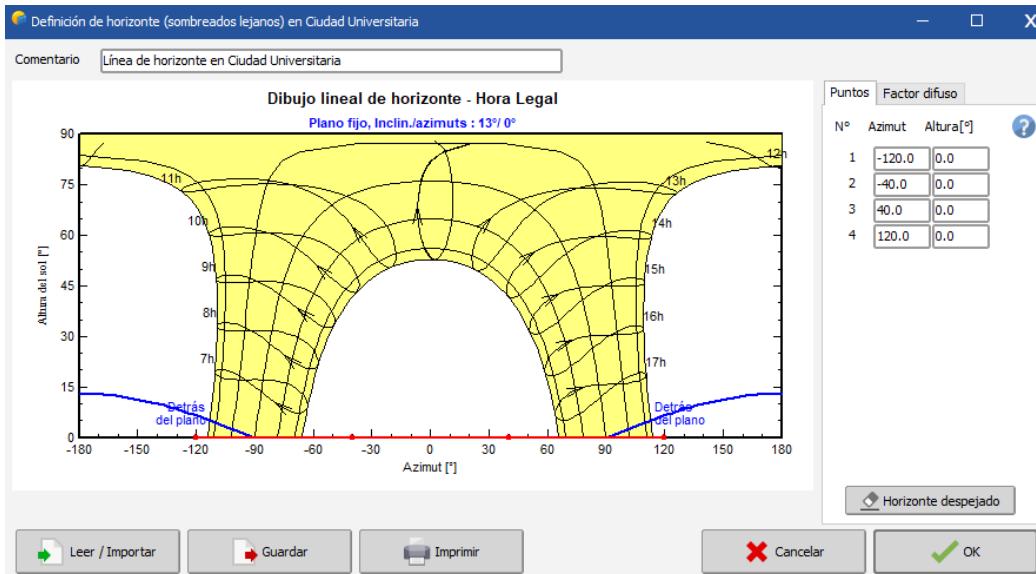 Definición de horizonte (sombreados lejanos) en Ciudad Universitaria
Comentario Línea de horizonte en Ciudad Universitaria
Dibujo lineal de horizonte - Hora Legal
Plano fijo, Inclin./azimuts : 13°/ 0°
90
75
60
45
30
15
0
Altura del sol [°]
11h
10h
9h
8h
7h
12h
13h
14h
15h
16h
17h
Detrás
del plano
Detrás
del plano
-180 -150 -120 -90 -60 -30 0 30 60 90 120 150 180
Azimut [°]
Puntos Factor difuso
Nº Azimut Altura[°] ?
1 -120.0 0.0
2 -40.0 0.0
3 40.0 0.0
4 120.0 0.0
Horizonte despejado
Leer / Importar Guardar Imprimir Cancelar OK